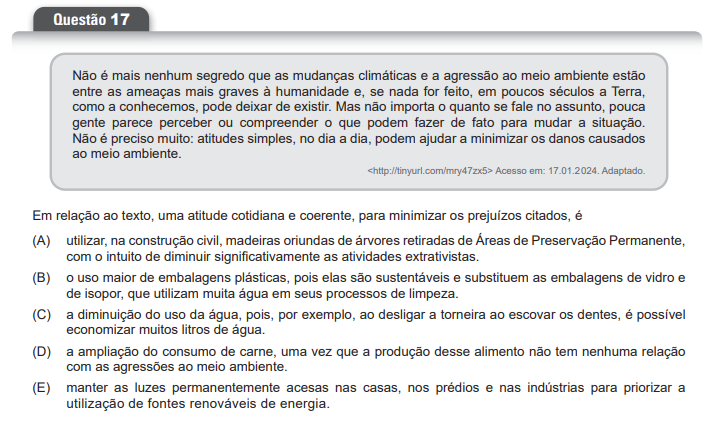 Questão 17
Não é mais nenhum segredo que as mudanças climáticas e a agressão ao meio ambiente estão
entre as ameaças mais graves à humanidade e, se nada for feito, em poucos séculos a Terra,
como a conhecemos, pode deixar de existir. Mas não importa o quanto se fale no assunto, pouca
gente parece perceber ou compreender o que podem fazer de fato para mudar a situação.
Não é preciso muito: atitudes simples, no dia a dia, podem ajudar a minimizar os danos causados
ao meio ambiente.
<http://tinyurl.com/mry47zx5> Acesso em: 17.01.2024. Adaptado.
Em relação ao texto, uma atitude cotidiana e coerente, para minimizar os prejuízos citados, é
(A) utilizar, na construção civil, madeiras oriundas de árvores retiradas de Áreas de Preservação Permanente,
com o intuito de diminuir significativamente as atividades extrativistas.
(B) o uso maior de embalagens plásticas, pois elas são sustentáveis e substituem as embalagens de vidro e
de isopor, que utilizam muita água em seus processos de limpeza.
(C) a diminuição do uso da água, pois, por exemplo, ao desligar a torneira ao escovar os dentes, é possível
economizar muitos litros de água.
(D) a ampliação do consumo de carne, uma vez que a produção desse alimento não tem nenhuma relação
com as agressões ao meio ambiente.
(E) manter as luzes permanentemente acesas nas casas, nos prédios e nas indústrias para priorizar a
utilização de fontes renováveis de energia.